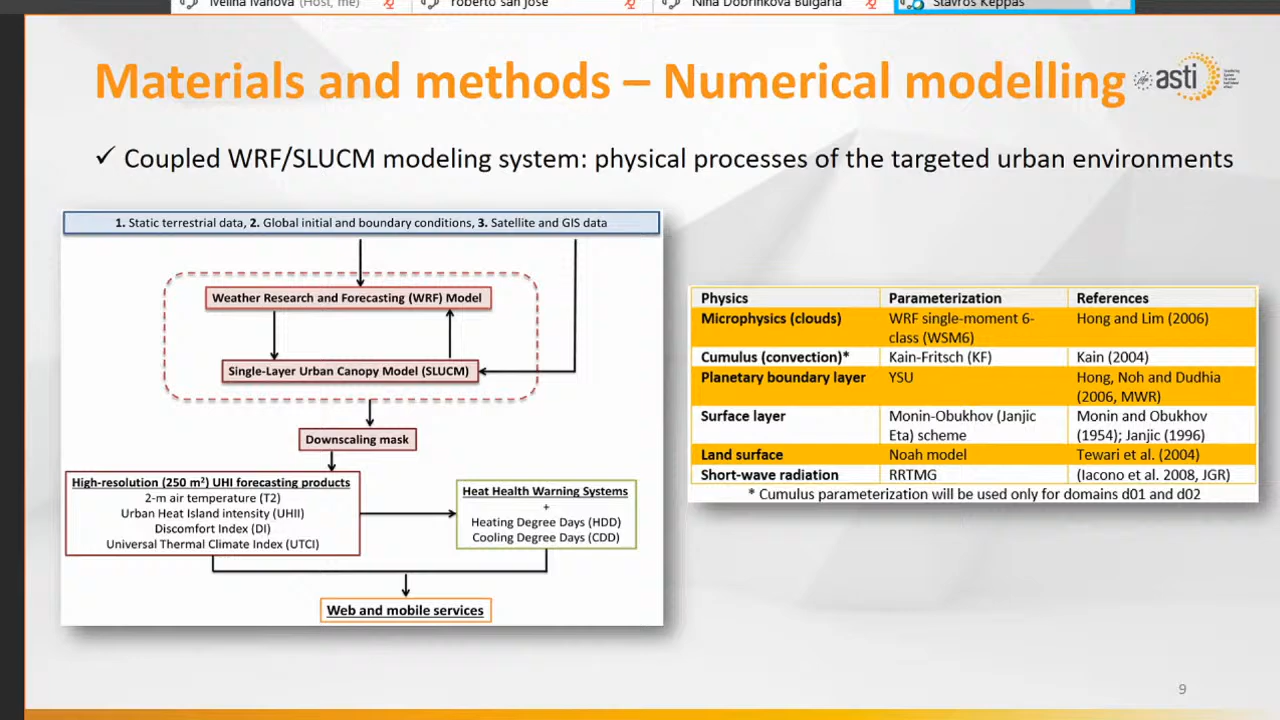 Ivelina Ivanova (Host, me)
roberto san jose
Nina Dobrinkova Bulgaria
Stavros Keppas
Materials and methods – Numerical modelling
asti
✓ Coupled WRF/SLUCM modeling system: physical processes of the targeted urban environments
1. Static terrestrial data, 2. Global initial and boundary conditions, 3. Satellite and GIS data
Weather Research and Forecasting (WRF) Model
Single-Layer Urban Canopy Model (SLUCM)
Downscaling mask
High-resolution (250 m²) UHI forecasting products
2-m air temperature (T2)
Urban Heat Island intensity (UHII)
Discomfort Index (DI)
Universal Thermal Climate Index (UTCI)
Heat Health Warning Systems
+
Heating Degree Days (HDD)
Cooling Degree Days (CDD)
Web and mobile services
Physics Parameterization References
Microphysics (clouds) WRF single-moment 6- Hong and Lim (2006)
class (WSM6)
Cumulus (convection)* Kain-Fritsch (KF) Kain (2004)
Planetary boundary layer YSU Hong, Noh and Dudhia
(2006, MWR)
Surface layer Monin-Obukhov (Janjic Monin and Obukhov
Eta) scheme (1954); Janjic (1996)
Land surface Noah model Tewari et al. (2004)
Short-wave radiation RRTMG (Iacono et al. 2008, JGR)
* Cumulus parameterization will be used only for domains d01 and d02
9